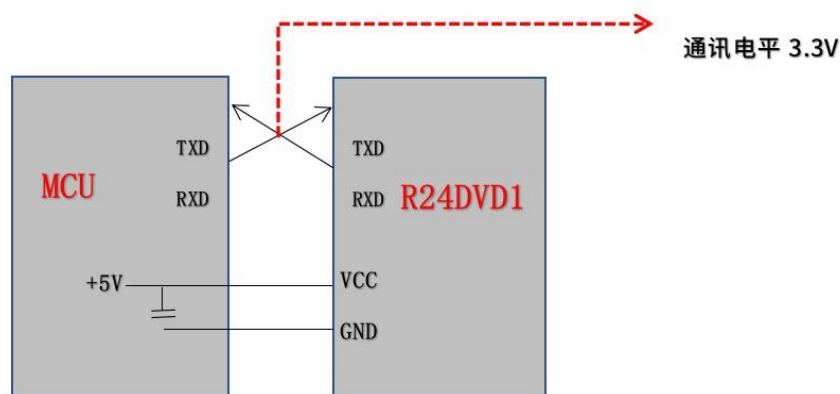 通讯电平 3.3V
TXD
TXD
MCU
RXD
RXD
R24DVD1
+5V
VCC
GND